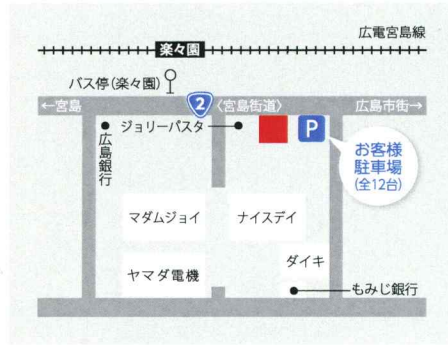 広電宮島線
楽々園
バス停(楽々園)
←宮島
2
〈宮島街道〉
広島市街→
広島銀行
ジョリーパスタ
P
お客様
駐車場
(全12台)
マダムジョイ
ナイスデイ
ヤマダ電機
ダイキ
もみじ銀行